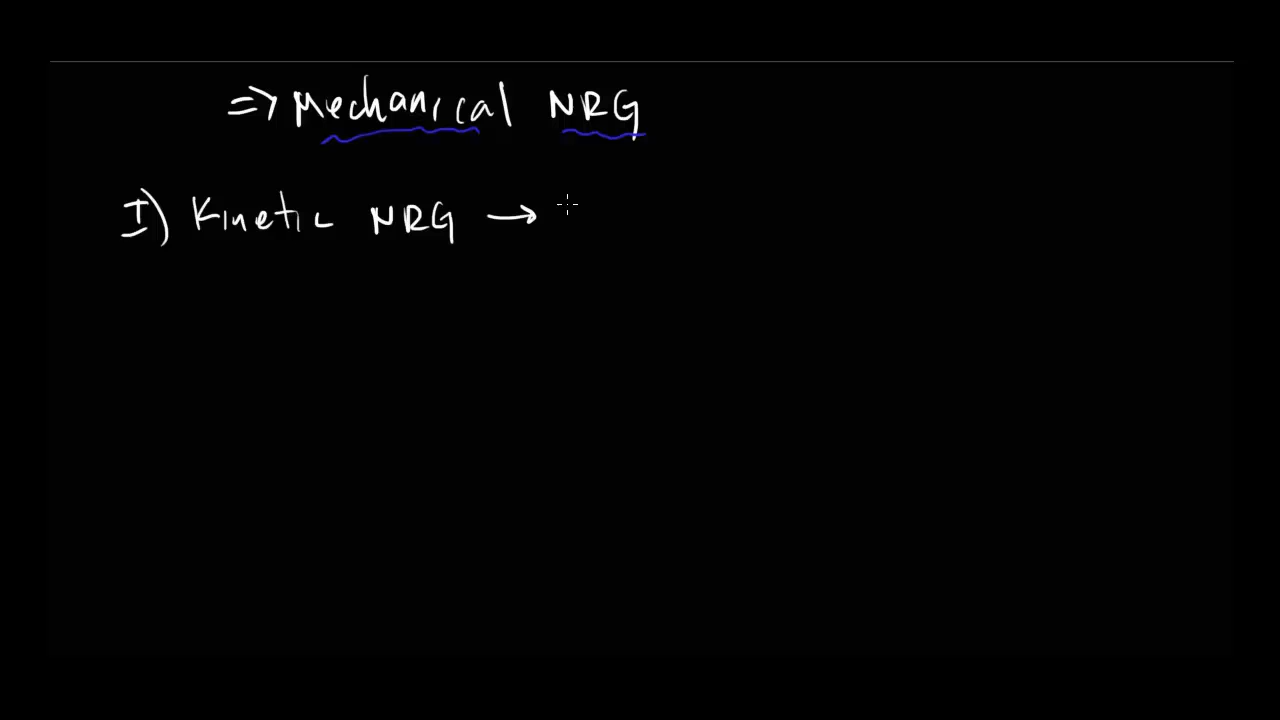 => Mechanical NRG
I) Kinetic NRG →